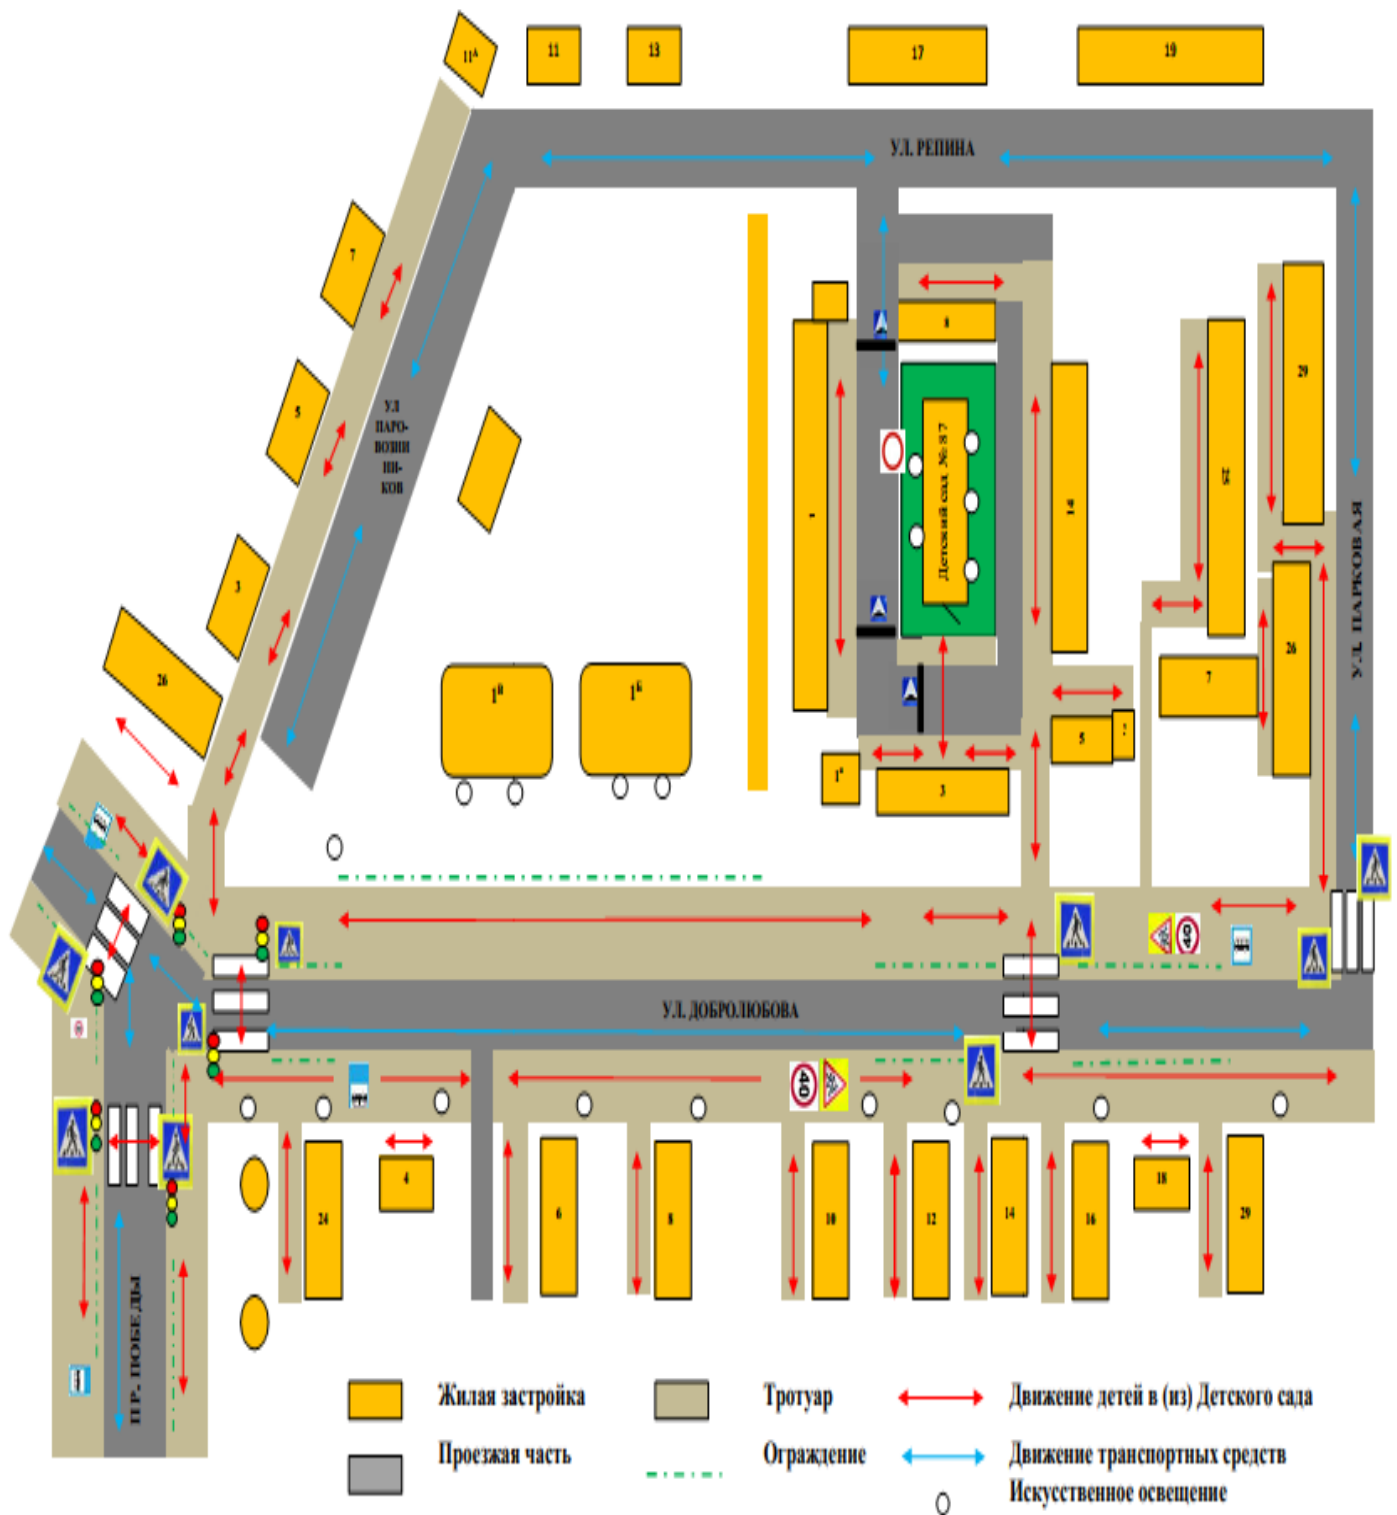 11А
11
13
17
19
УЛ. РЕПИНА
7
8
29
5
УЛ
ПАРО-
ВОЗНИ
НИ-
КОВ
1
Детский сад № 87
14
25
УЛ. ПАРКОВАЯ
3
26
26
7
1В
1Б
5
3
40
УЛ. ДОБРОЛЮБОВА
40
24
4
6
8
10
12
14
16
18
29
ПР. ПОБЕДЫ
Жилая застройка
Тротуар
Движение детей в (из) Детского сада
Проезжая часть
Ограждение
Движение транспортных средств
Искусственное освещение